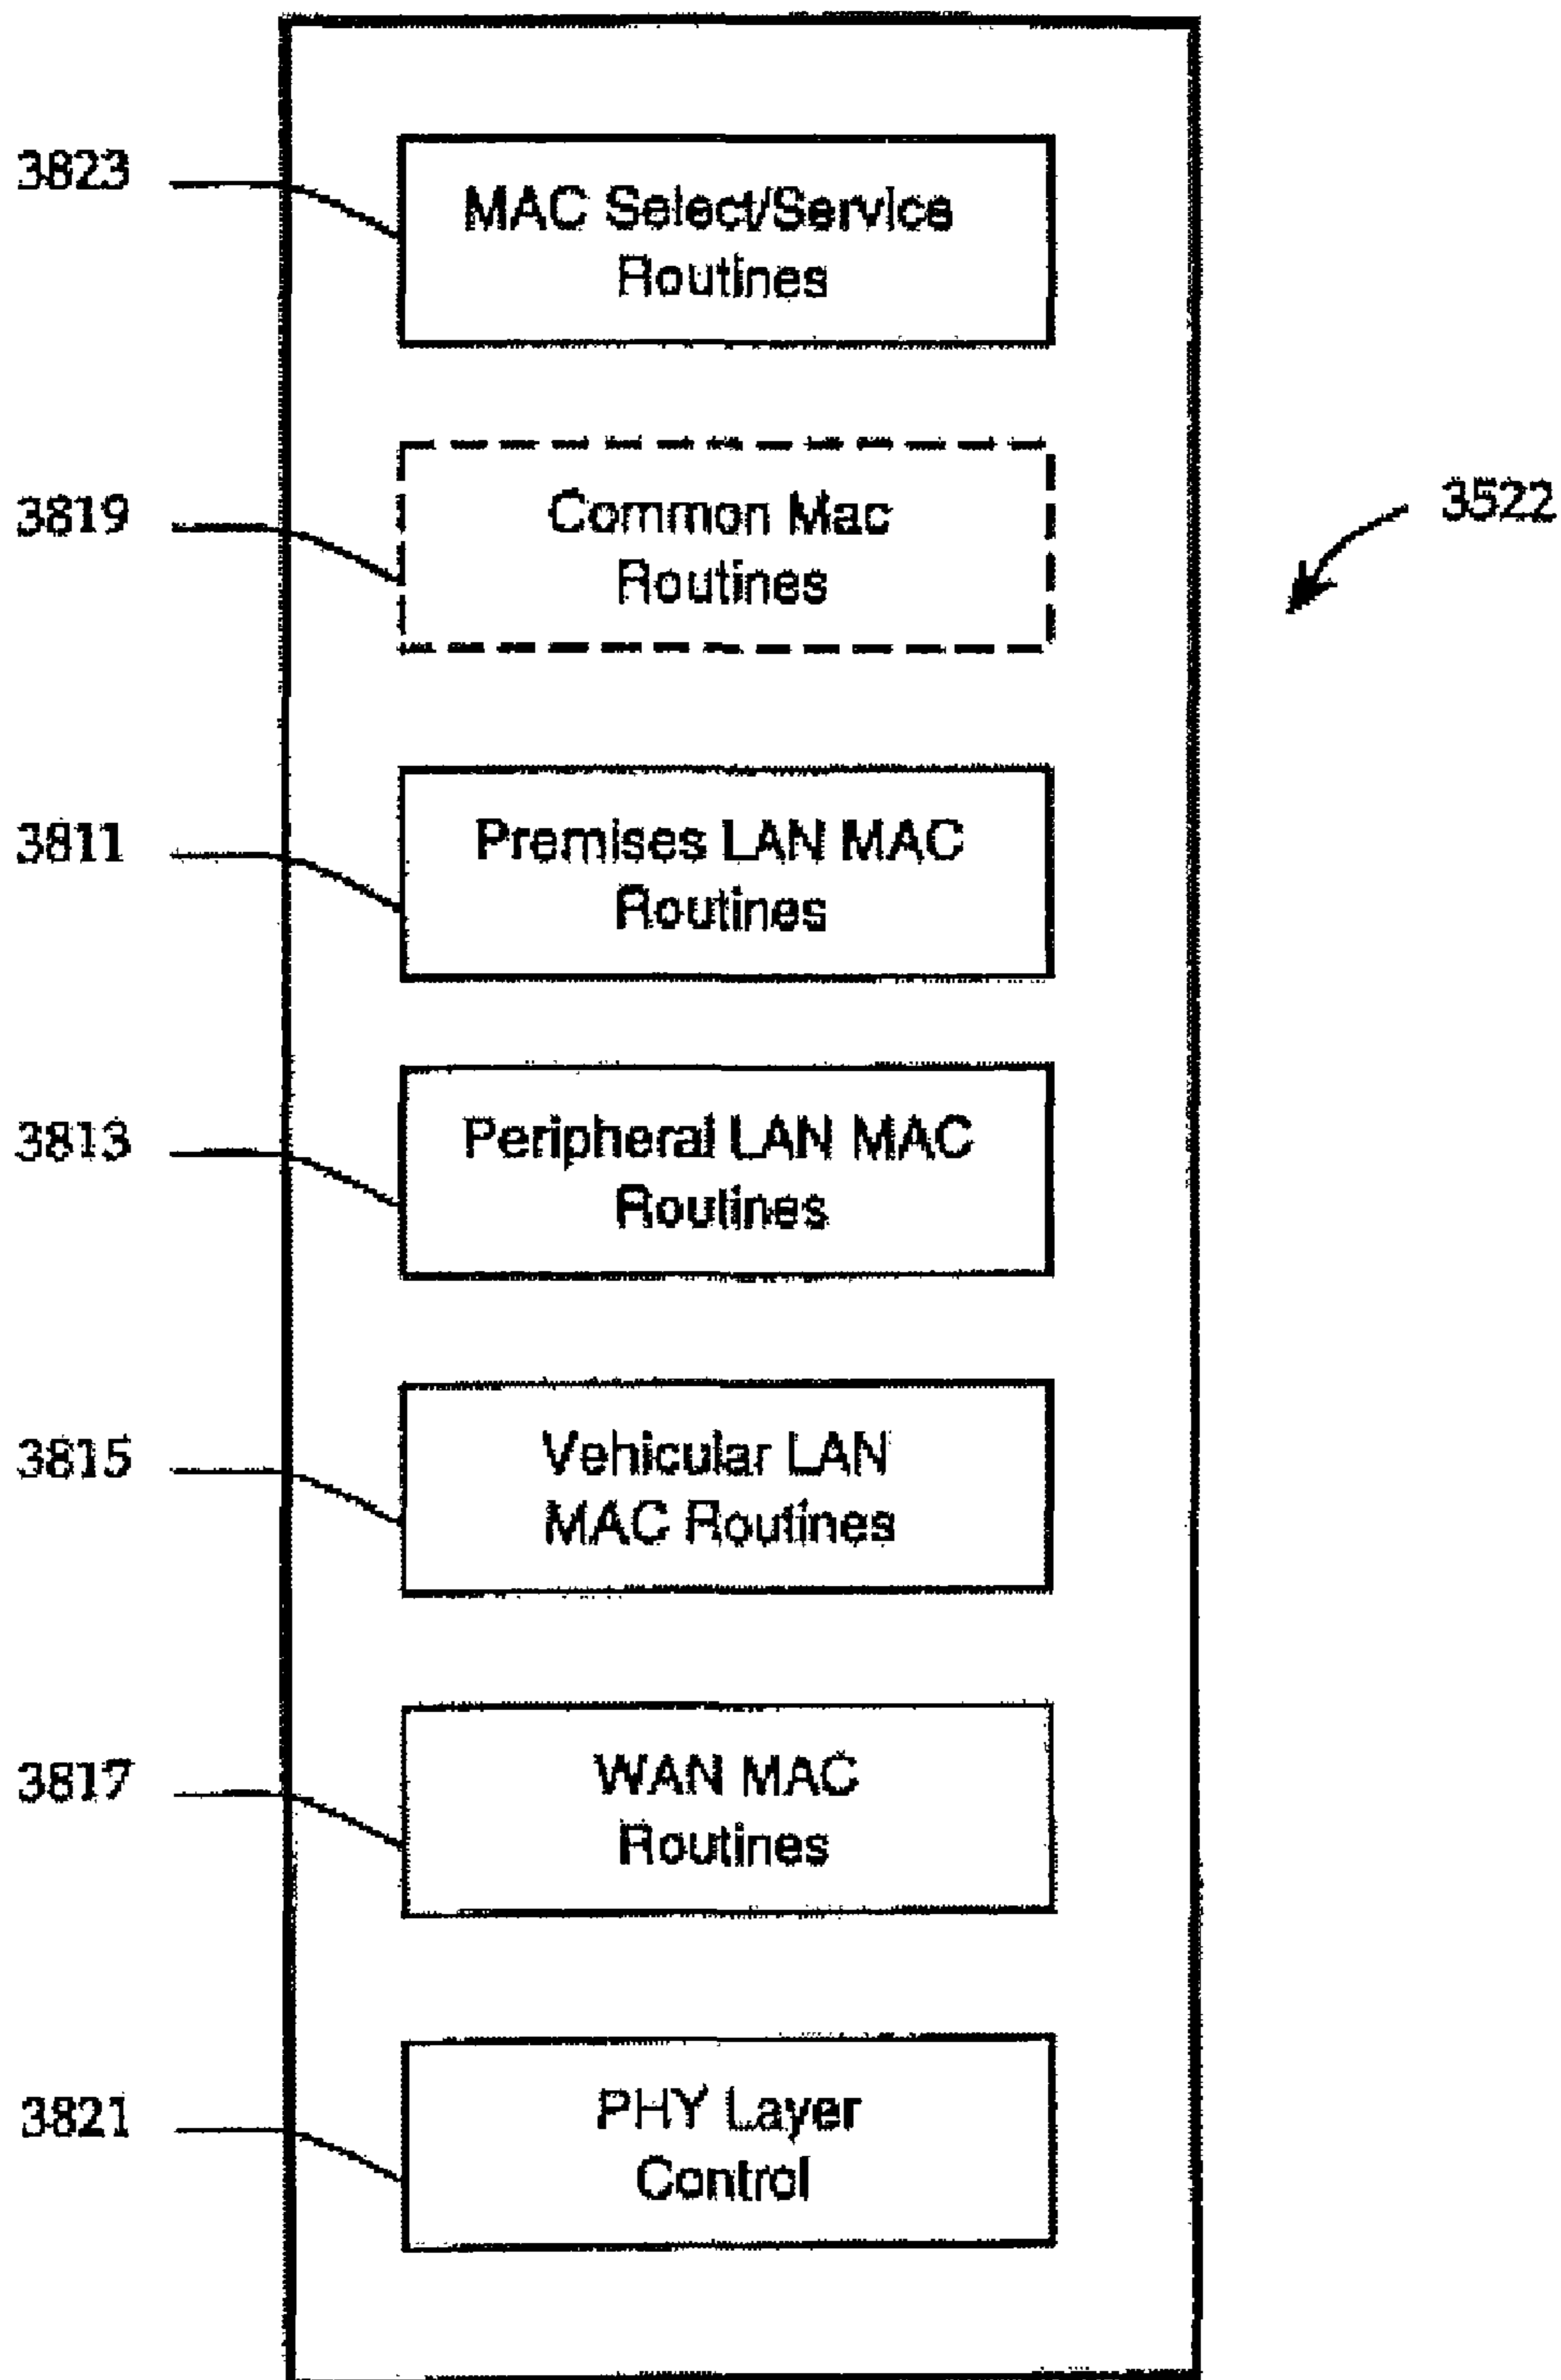 3823
MAC Select/Service
Routines
3819
Common Mac
Routines
3522
3811
Premises LAN MAC
Routines
3813
Peripheral LAN MAC
Routines
3815
Vehicular LAN
MAC Routines
3817
WAN MAC
Routines
3821
PHY Layer
Control